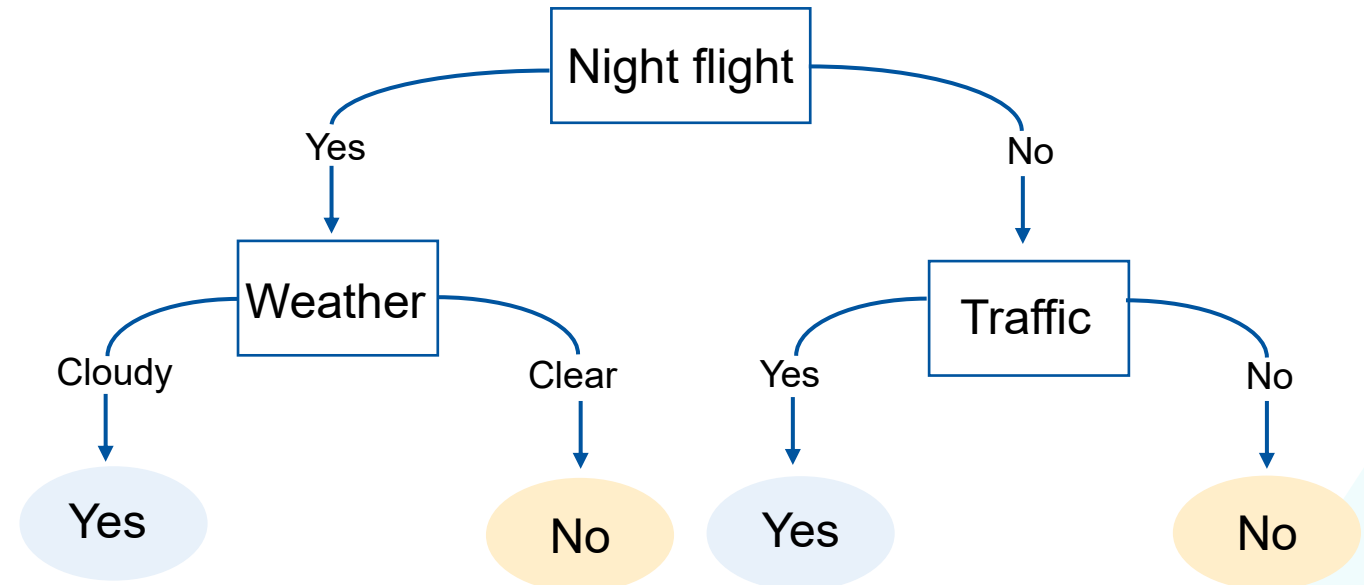 Night flight
Yes
No
Weather
Traffic
Cloudy
Clear
Yes
No
Yes
No
Yes
No